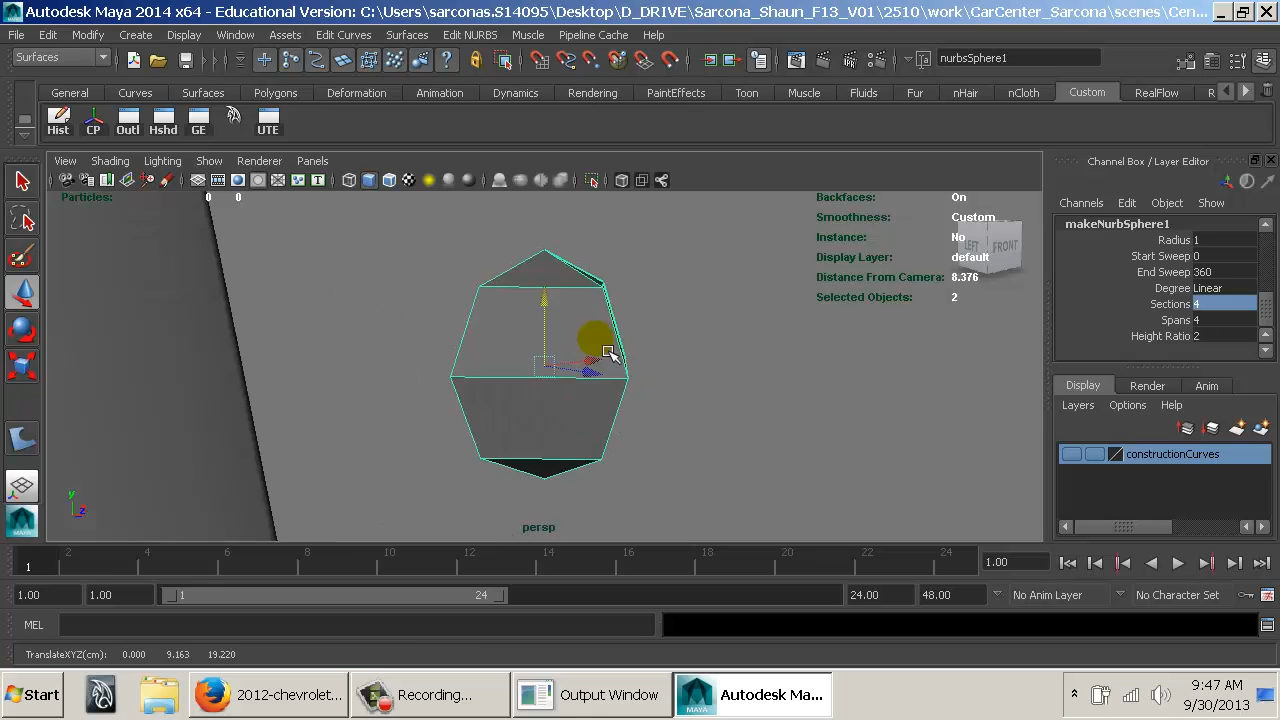 Autodesk Maya 2014 x64 - Educational Version: C:\Users\sarconas.S14095\Desktop\D_DRIVE\Sarcona_Shaun_F13_V01\2510\work\CarCenter_Sarcona\scenes\Cen...
File Edit Modify Create Display Window Assets Edit Curves Surfaces Edit NURBS Muscle Pipeline Cache Help
Surfaces nurbsSphere1
General Curves Surfaces Polygons Deformation Animation Dynamics Rendering PaintEffects Toon Muscle Fluids Fur nHair nCloth Custom RealFlow R
Hist CP Outl Hshd GE UTE
View Shading Lighting Show Renderer Panels
Channel Box / Layer Editor
Particles: 0 0
Backfaces: On
Smoothness: Custom
Instance: No
Display Layer: default
Distance From Camera: 8.376
Selected Objects: 2
LEFT FRONT
Channels Edit Object Show
makeNurbSphere1
Radius 1
Start Sweep 0
End Sweep 360
Degree Linear
Sections 4
Spans 4
Height Ratio 2
Display Render Anim
Layers Options Help
constructionCurves
y
z
persp
2 4 6 8 10 12 14 16 18 20 22 24
1 1.00
1.00 1.00 1 24 24.00 48.00 No Anim Layer No Character Set
MEL
TranslateXYZ(cm): 0.000 9.163 19.220
Start 2012-chevrolet... Recording... Output Window Autodesk Ma... 9:47 AM
9/30/2013